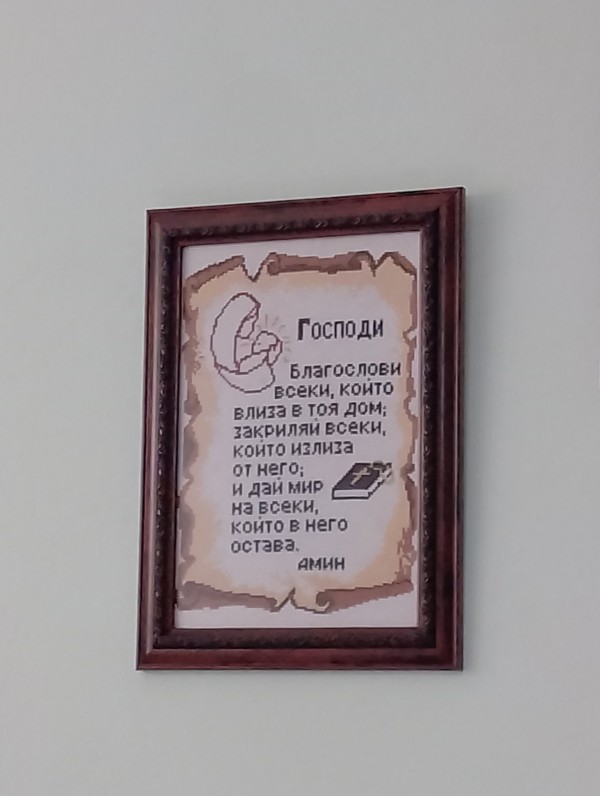 Господи
Благослови
всеки, който
влиза в тоя дом;
закриляй всеки,
който излиза
от него;
и дай мир
на всеки,
който в него
остава.
амин